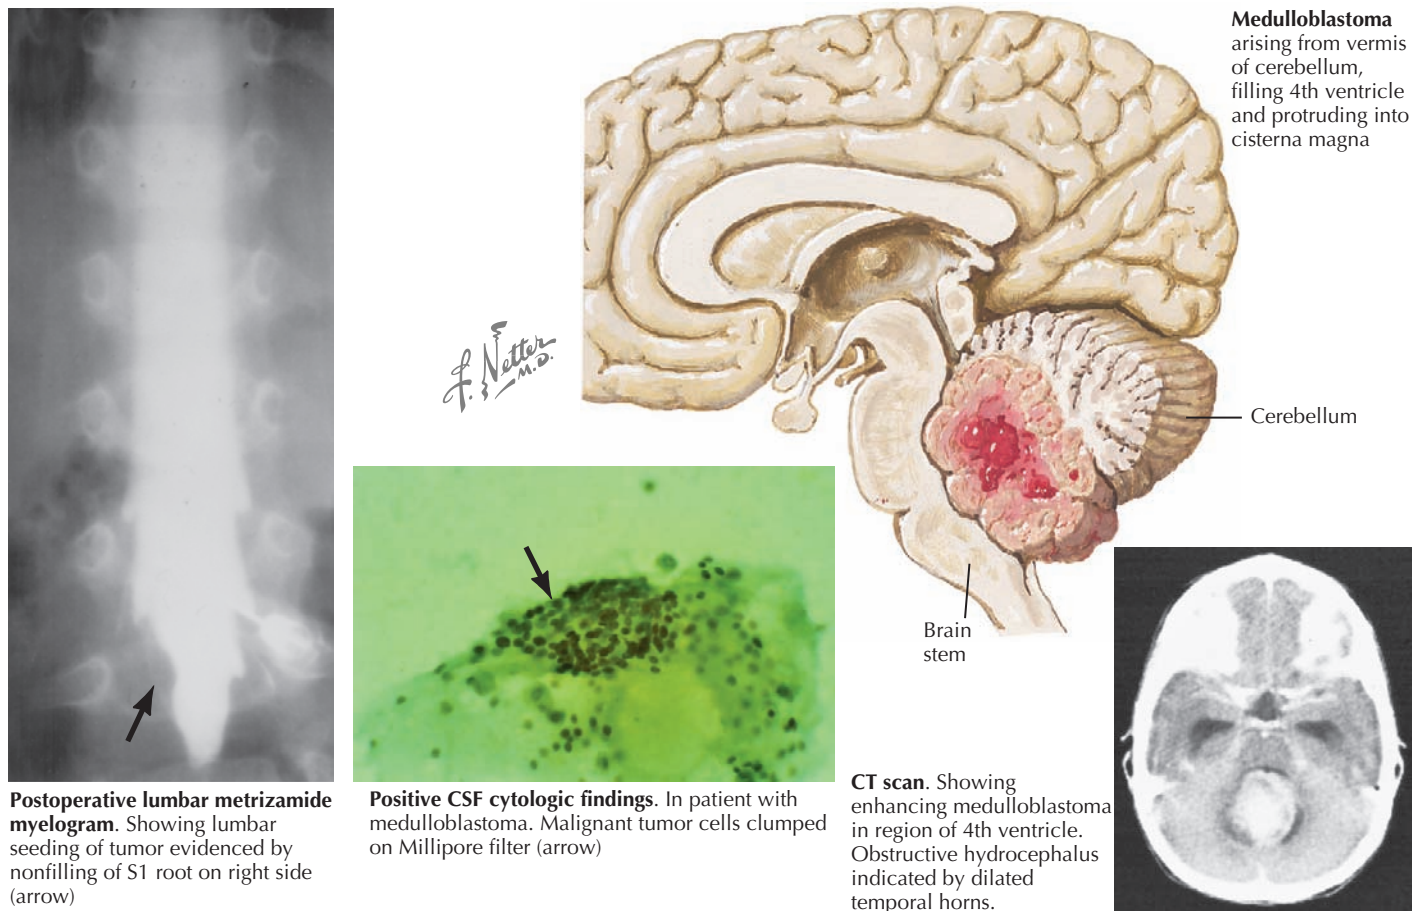 Medulloblastoma
arising from vermis
of cerebellum,
filling 4th ventricle
and protruding into
cisterna magna
F. Netter
M.D.
Cerebellum
Brain
stem
Postoperative lumbar metrizamide
myelogram. Showing lumbar
seeding of tumor evidenced by
nonfilling of S1 root on right side
(arrow)
Positive CSF cytologic findings. In patient with
medulloblastoma. Malignant tumor cells clumped
on Millipore filter (arrow)
CT scan. Showing
enhancing medulloblastoma
in region of 4th ventricle.
Obstructive hydrocephalus
indicated by dilated
temporal horns.